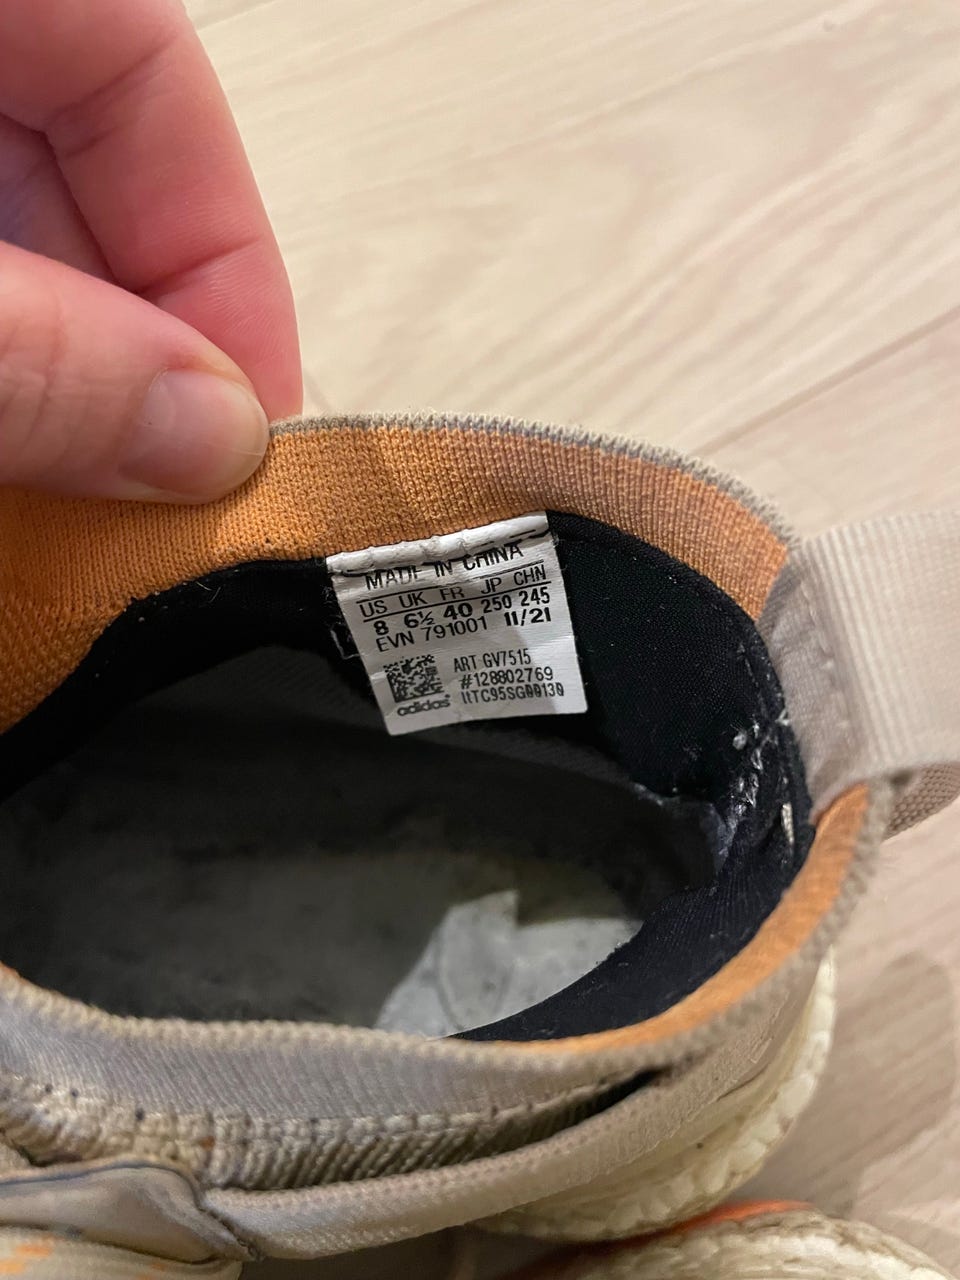 MADE IN CHINA
US UK FR JP CHN
8 6½ 40 250 245
EVN 791001 11/21
ART GV7515
#128802769
adidas